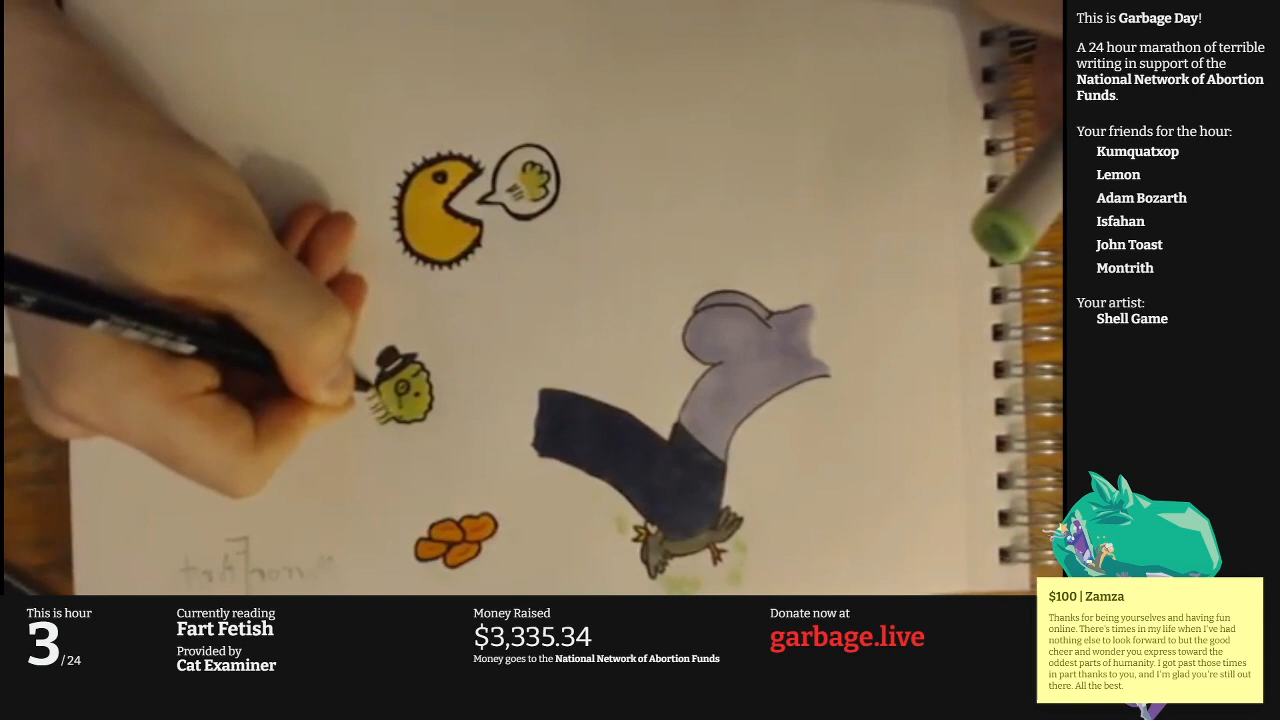 This is Garbage Day!
A 24 hour marathon of terrible
writing in support of the
National Network of Abortion
Funds.
Your friends for the hour:
Kumquatxop
Lemon
Adam Bozarth
Isfahan
John Toast
Montrith
Your artist:
Shell Game
This is hour
3/24
Currently reading
Fart Fetish
Provided by
Cat Examiner
Money Raised
$3,335.34
Money goes to the National Network of Abortion Funds
Donate now at
garbage.live
$100 | Zamza
Thanks for being yourselves and having fun
online. There's times in my life when I've had
nothing else to look forward to but the good
cheer and wonder you express toward the
oddest parts of humanity. I got past those times
in part thanks to you, and I'm glad you're still out
there. All the best.